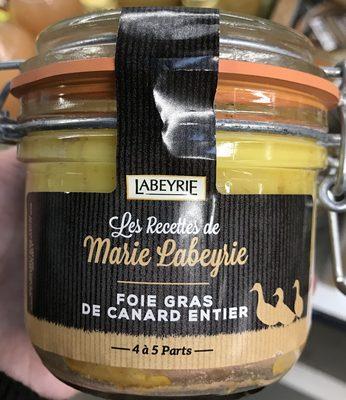 LABEYRIE
Les Recettes de
Marie Labeyrie
FOIE GRAS
DE CANARD ENTIER
4 à 5 Parts